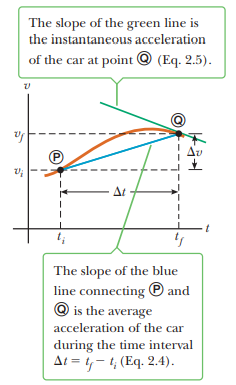 The slope of the green line is
the instantaneous acceleration
of the car at point Ⓠ (Eq. 2.5).
v
Ⓠ
v_f
Δv
Ⓟ
v_i
Δt
t
t_i
t_f
The slope of the blue
line connecting Ⓟ and
Ⓠ is the average
acceleration of the car
during the time interval
Δt = t_f − t_i (Eq. 2.4).